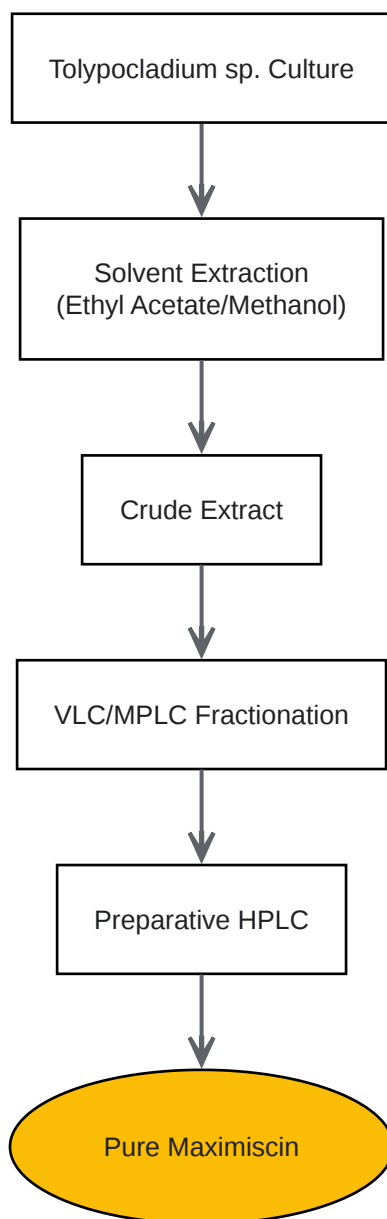 Tolypocladium sp. Culture
Solvent Extraction
(Ethyl Acetate/Methanol)
Crude Extract
VLC/MPLC Fractionation
Preparative HPLC
Pure Maximiscin